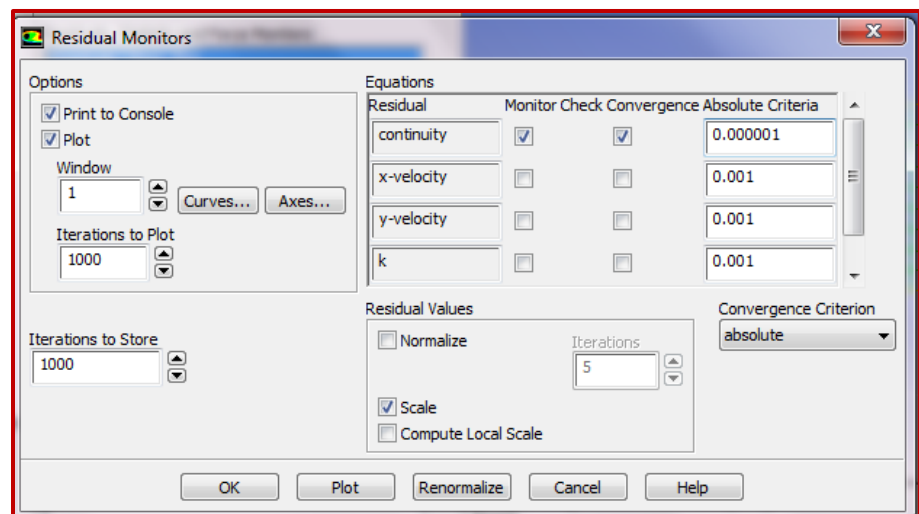 Residual Monitors
Options
Print to Console
Plot
Window
1
Curves... Axes...
Iterations to Plot
1000
Iterations to Store
1000
Equations
Residual Monitor Check Convergence Absolute Criteria
continuity 0.000001
x-velocity 0.001
y-velocity 0.001
k 0.001
Residual Values
Normalize
Iterations
5
Scale
Compute Local Scale
Convergence Criterion
absolute
OK Plot Renormalize Cancel Help